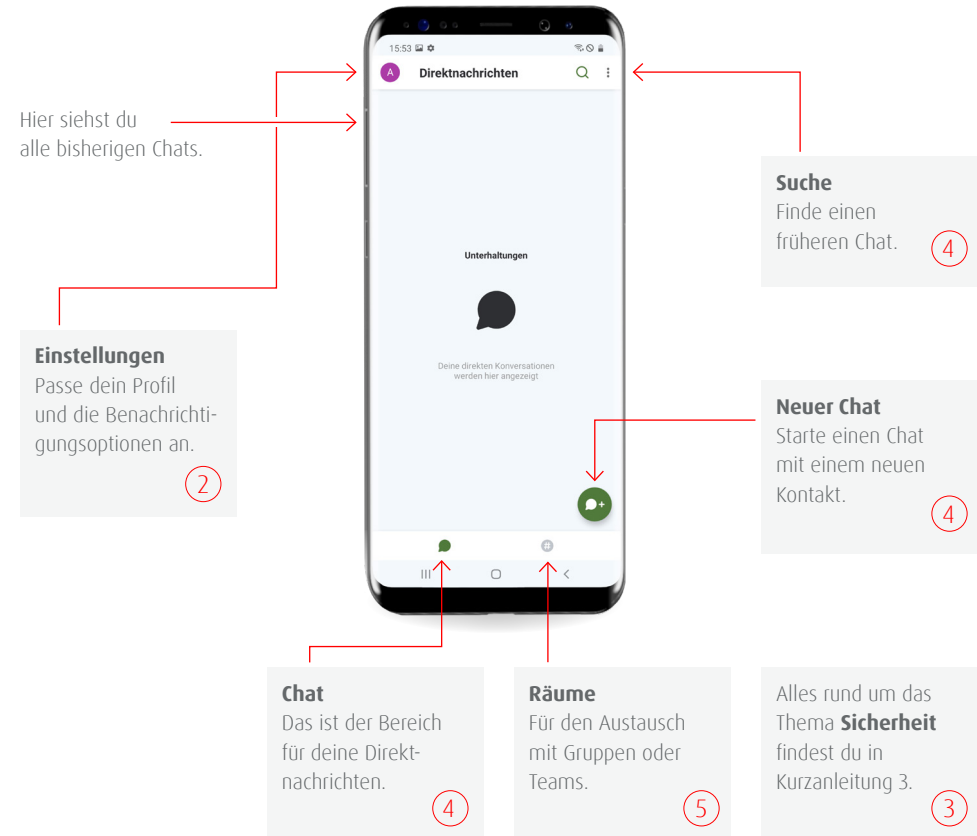 15:53
A Direktnachrichten
Hier siehst du
alle bisherigen Chats.
Suche
Finde einen
früheren Chat.
4
Unterhaltungen
Deine direkten Konversationen
werden hier angezeigt
Einstellungen
Passe dein Profil
und die Benachrichti-
gungsoptionen an.
2
Neuer Chat
Starte einen Chat
mit einem neuen
Kontakt.
4
#
Chat
Das ist der Bereich
für deine Direkt-
nachrichten.
4
Räume
Für den Austausch
mit Gruppen oder
Teams.
5
Alles rund um das
Thema Sicherheit
findest du in
Kurzanleitung 3.
3